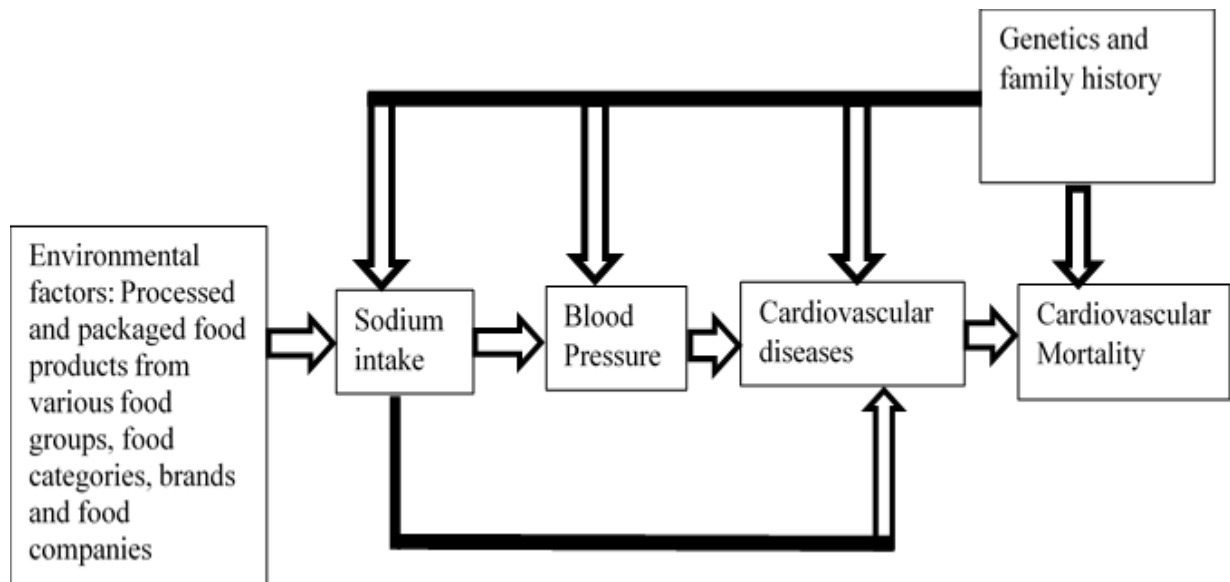 Genetics and
family history
Environmental
factors: Processed
and packaged food
products from
various food
groups, food
categories, brands
and food
companies
Sodium
intake
Blood
Pressure
Cardiovascular
diseases
Cardiovascular
Mortality